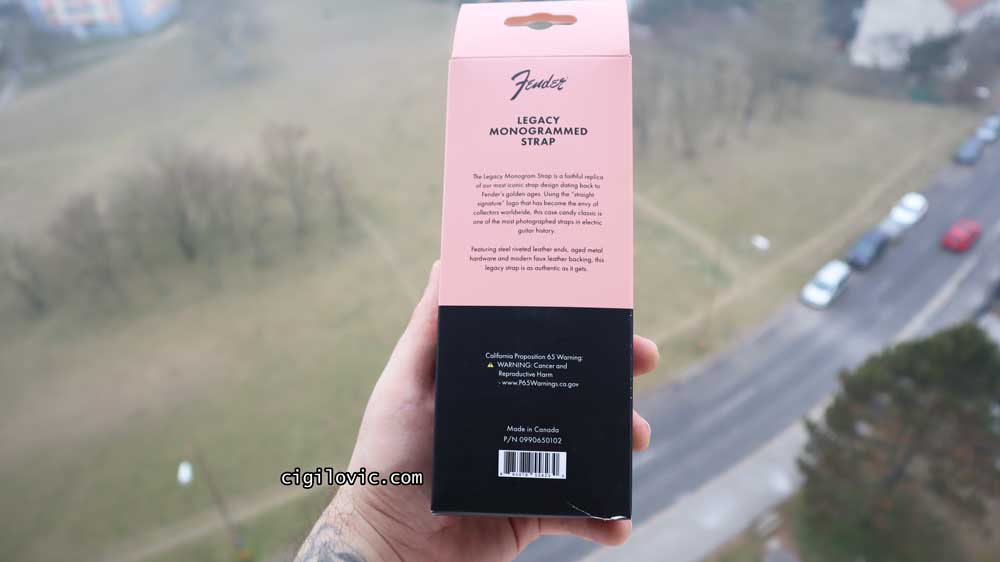 Fender
LEGACY
MONOGRAMMED
STRAP
The Legacy Monogram Strap is a faithful replica
of our most iconic strap design dating back to
Fender's golden ages. Using the "straight
signature" logo that has become the envy of
collectors worldwide, this case candy classic is
one of the most photographed straps in electric
guitar history.
Featuring steel riveted leather ends, aged metal
hardware and modern faux leather backing, this
legacy strap is as authentic as it gets.
California Proposition 65 Warning:
⚠ WARNING: Cancer and
Reproductive Harm
- www.P65Warnings.ca.gov
Made in Canada
P/N 0990650102
cigilovic.com